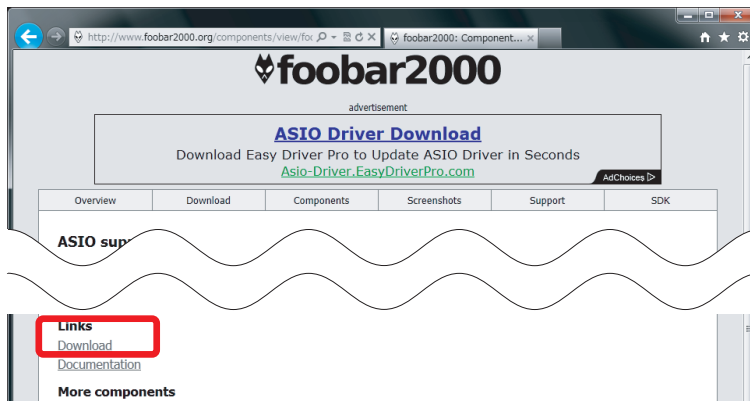 http://www.foobar2000.org/components/view/foo
foobar2000: Component...
foobar2000
advertisement
ASIO Driver Download
Download Easy Driver Pro to Update ASIO Driver in Seconds
Asio-Driver.EasyDriverPro.com
AdChoices
Overview Download Components Screenshots Support SDK
ASIO supp
Links
Download
Documentation
More components